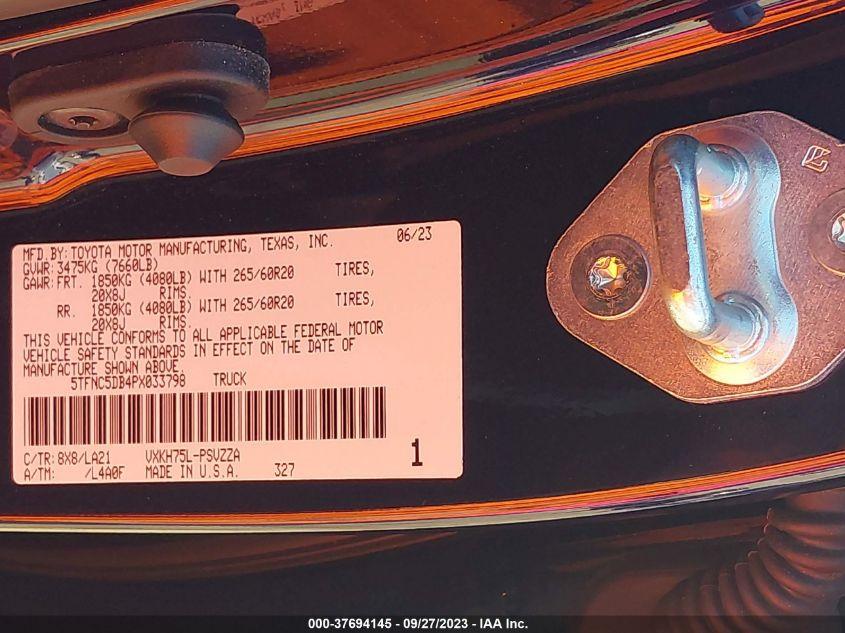 MFD. BY: TOYOTA MOTOR MANUFACTURING, TEXAS, INC. 06/23
GVWR: 3475KG (7660LB)
GAWR: FRT. 1850KG (4080LB) WITH 265/60R20 TIRES,
20X8J RIMS.
RR. 1850KG (4080LB) WITH 265/60R20 TIRES,
20X8J RIMS.
THIS VEHICLE CONFORMS TO ALL APPLICABLE FEDERAL MOTOR
VEHICLE SAFETY STANDARDS IN EFFECT ON THE DATE OF
MANUFACTURE SHOWN ABOVE.
5TFNC5DB4PX033798 TRUCK
C/TR: 8X8/LA21 VXKH75L-PSVZZA
A/TM: /L4A0F MADE IN U.S.A. 327 1
000-37694145 - 09/27/2023 - IAA Inc.